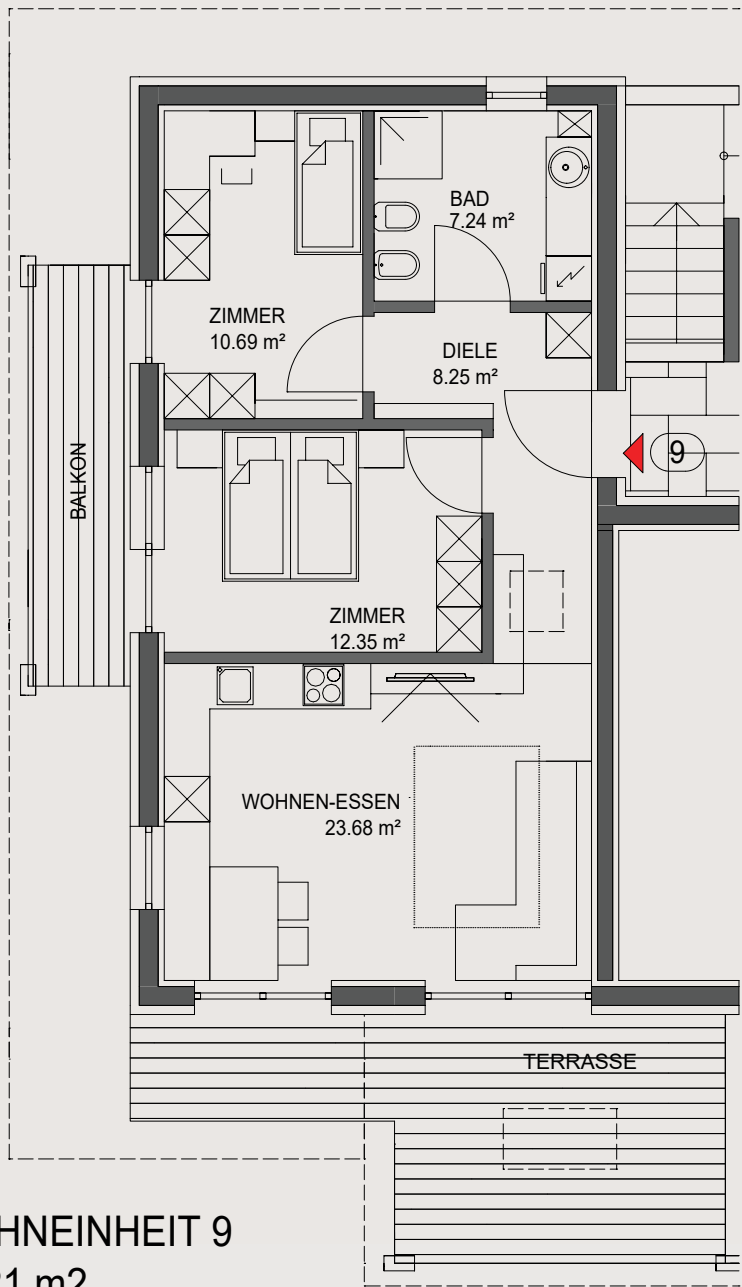 BAD
7.24 m²
ZIMMER
10.69 m²
DIELE
8.25 m²
9
BALKON
ZIMMER
12.35 m²
WOHNEN-ESSEN
23.68 m²
TERRASSE
HNEINHEIT 9